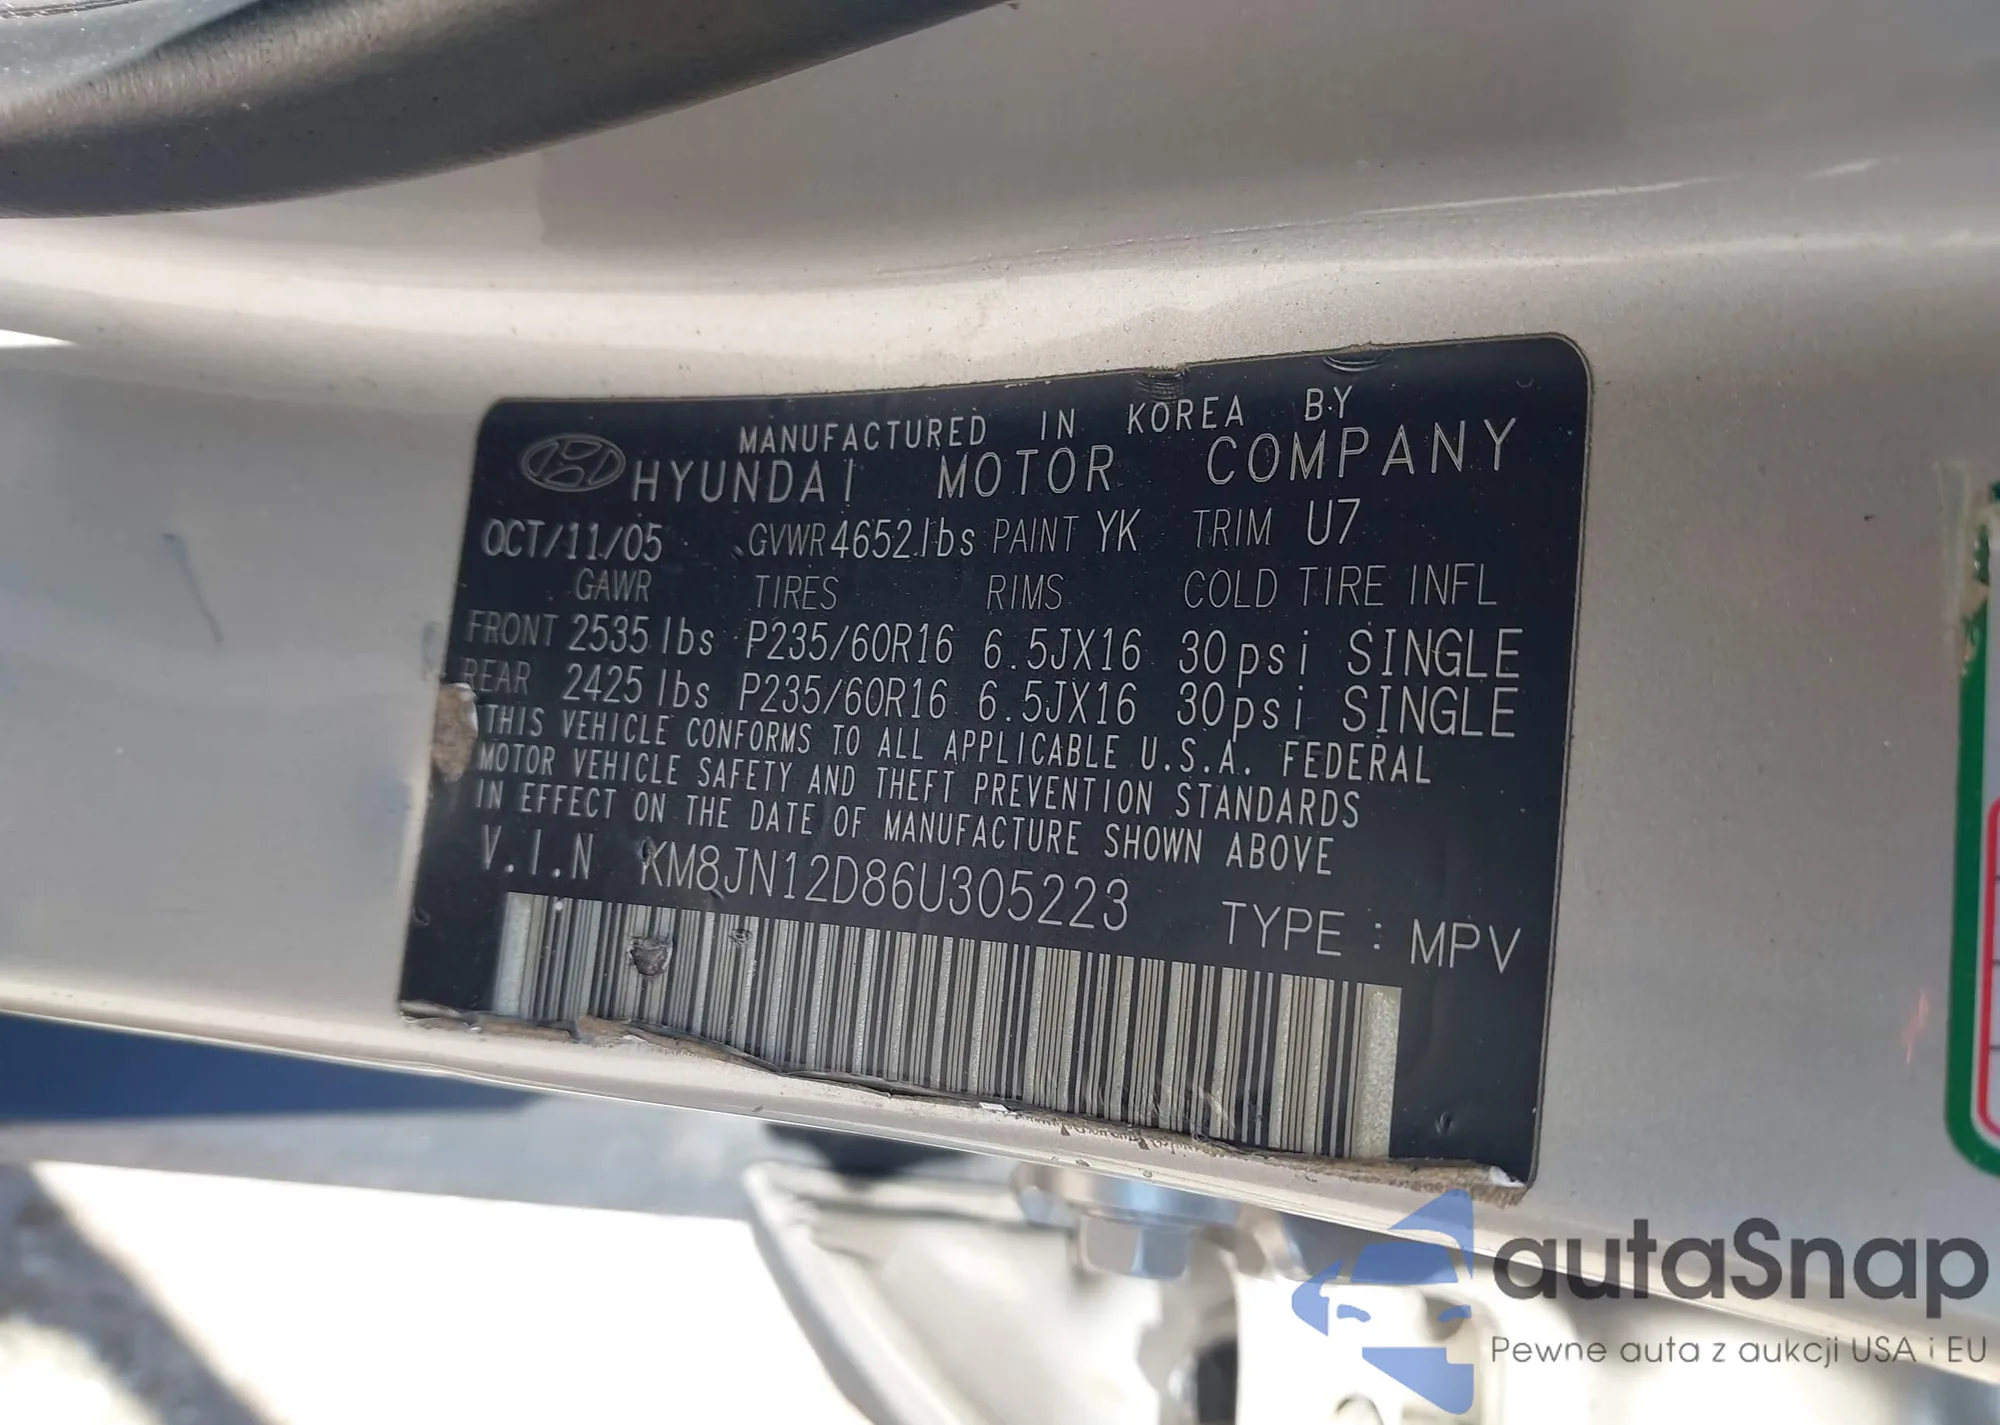 MANUFACTURED IN KOREA BY
HYUNDAI MOTOR COMPANY
OCT/11/05 GVWR 4652lbs PAINT YK TRIM U7
GAWR TIRES RIMS COLD TIRE INFL
FRONT 2535 lbs P235/60R16 6.5JX16 30psi SINGLE
REAR 2425 lbs P235/60R16 6.5JX16 30psi SINGLE
THIS VEHICLE CONFORMS TO ALL APPLICABLE U.S.A. FEDERAL
MOTOR VEHICLE SAFETY AND THEFT PREVENTION STANDARDS
IN EFFECT ON THE DATE OF MANUFACTURE SHOWN ABOVE
V.I.N KM8JN12D86U305223 TYPE : MPV
autaSnap
Pewne auta z aukcji USA i EU